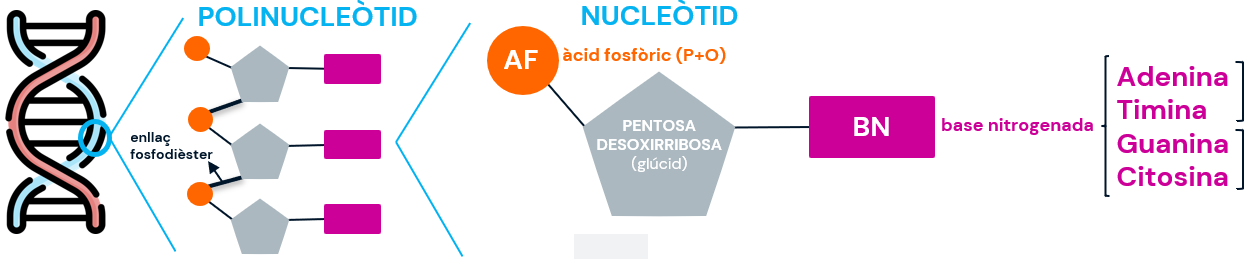 POLINUCLEÒTID
enllaç
fosfodièster
NUCLEÒTID
AF
àcid fosfòric (P+O)
PENTOSA
DESOXIRRIBOSA
(glúcid)
BN
base nitrogenada
Adenina
Timina
Guanina
Citosina